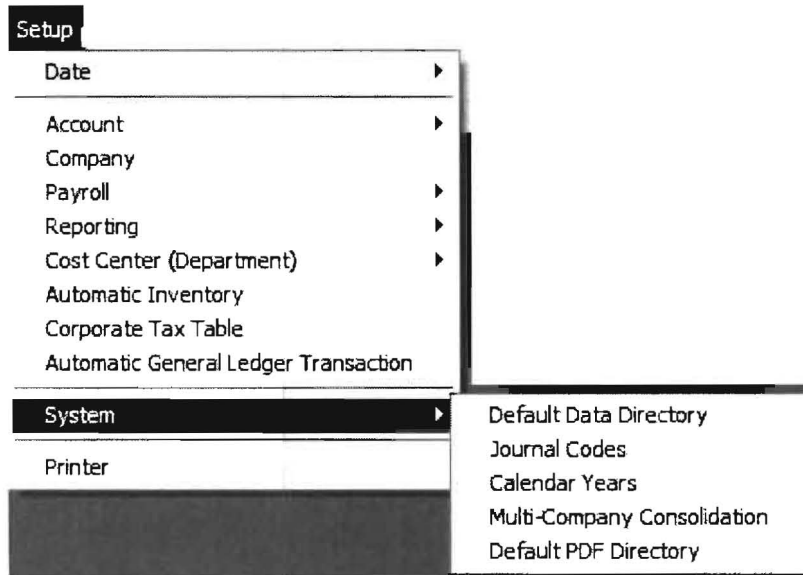 Setup
Date
Account
Company
Payroll
Reporting
Cost Center (Department)
Automatic Inventory
Corporate Tax Table
Automatic General Ledger Transaction
System
Printer
Default Data Directory
Journal Codes
Calendar Years
Multi-Company Consolidation
Default PDF Directory